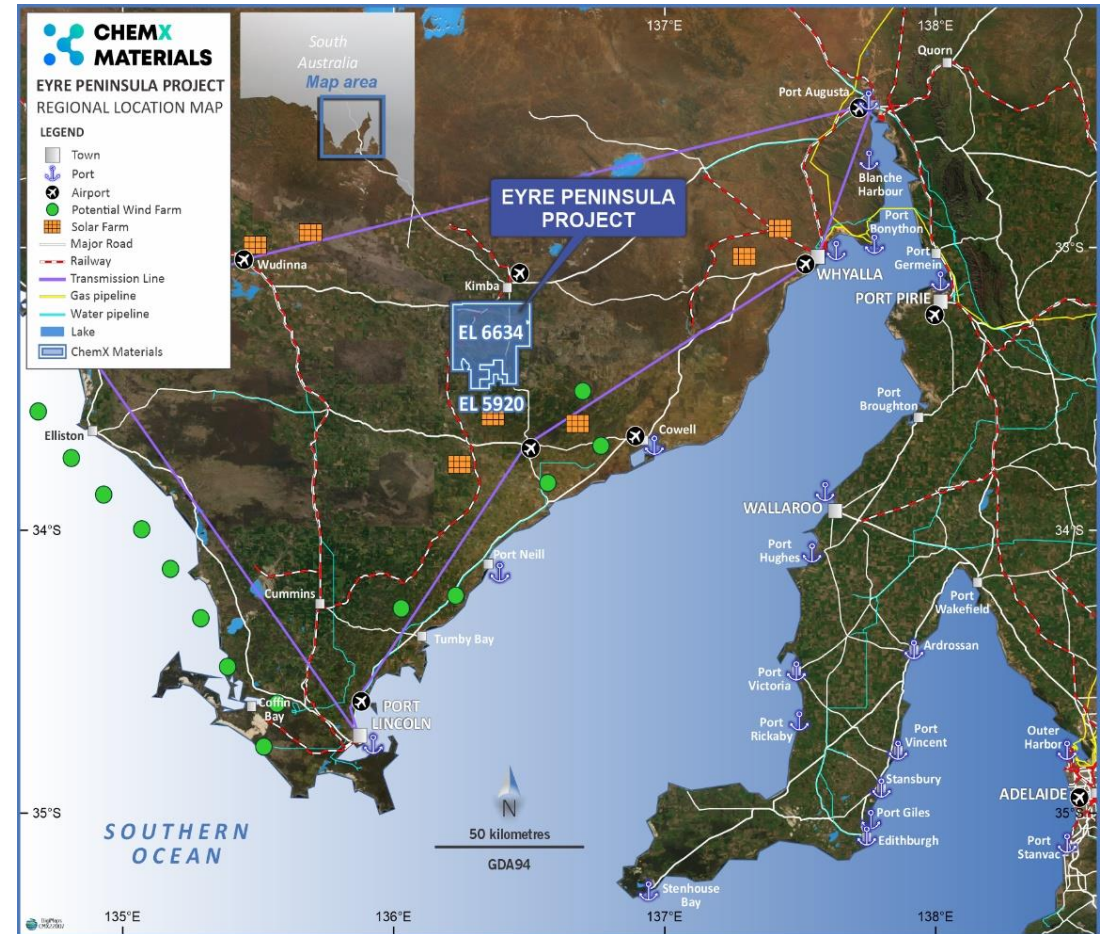 CHEMX
MATERIALS
EYRE PENINSULA PROJECT
REGIONAL LOCATION MAP
LEGEND
Town
Port
Airport
Potential Wind Farm
Solar Farm
Major Road
Railway
Transmission Line
Gas pipeline
Water pipeline
Lake
ChemX Materials
South
Australia
Map area
137°E
138°E
Quorn
Port Augusta
Blanche
Harbour
EYRE PENINSULA
PROJECT
Port
Bonython
33°S
Port
Germein
Wudinna
WHYALLA
Kimba
PORT PIRIE
EL 6634
EL 5920
Port
Broughton
Elliston
Cowell
WALLAROO
34°S
34°S
Port
Hughes
Port Neill
Cummins
Port
Wakefield
Tumby Bay
Ardrossan
Port
Victoria
Coffin
Bay
PORT
LINCOLN
Port
Rickaby
Port
Vincent
Outer
Harbor
Stansbury
ADELAIDE
N
35°S
35°S
Port Giles
50 kilometres
Edithburgh
SOUTHERN
OCEAN
GDA94
Port
Stanvac
Stenhouse
Bay
135°E
136°E
137°E
138°E
DigMaps